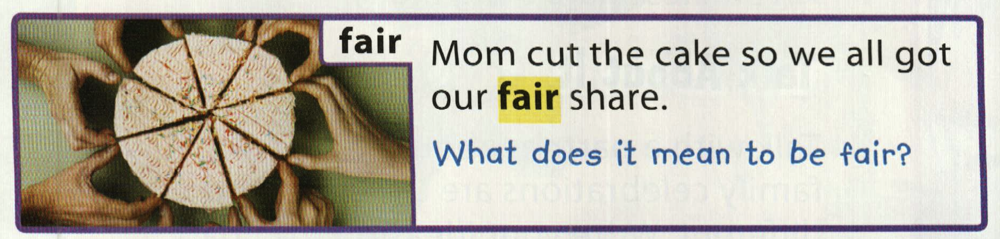 fair
Mom cut the cake so we all got
our fair share.
What does it mean to be fair?